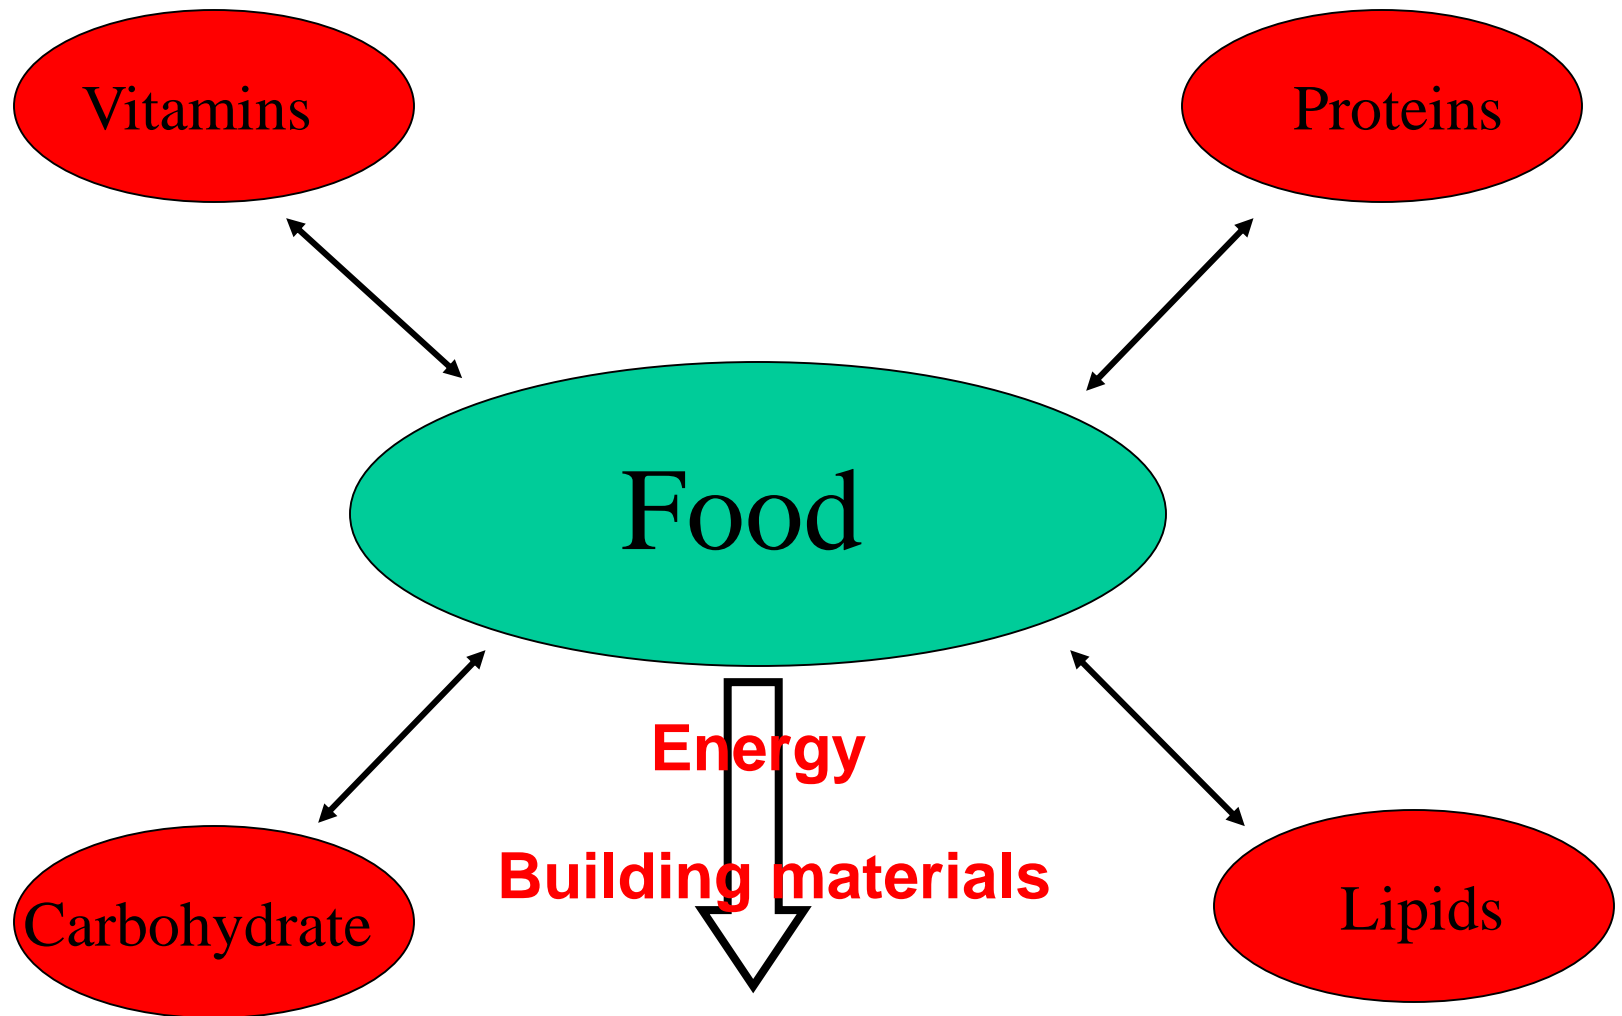 Vitamins
Proteins
Food
Energy
Building materials
Carbohydrate
Lipids